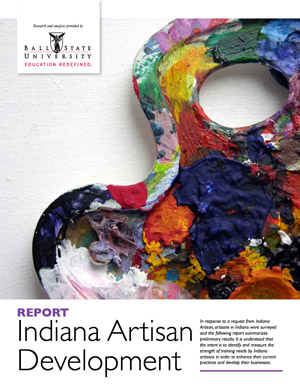 Research and analysis provided by
BALL STATE
UNIVERSITY
EDUCATION REDEFINED.
REPORT
Indiana Artisan
Development
In response to a request from Indiana
Artisan, artisans in Indiana were surveyed
and the following report summarizes
preliminary results. It is understood that
the intent is to identify and measure the
strength of training needs by Indiana
artisans in order to enhance their current
practices and develop their businesses.